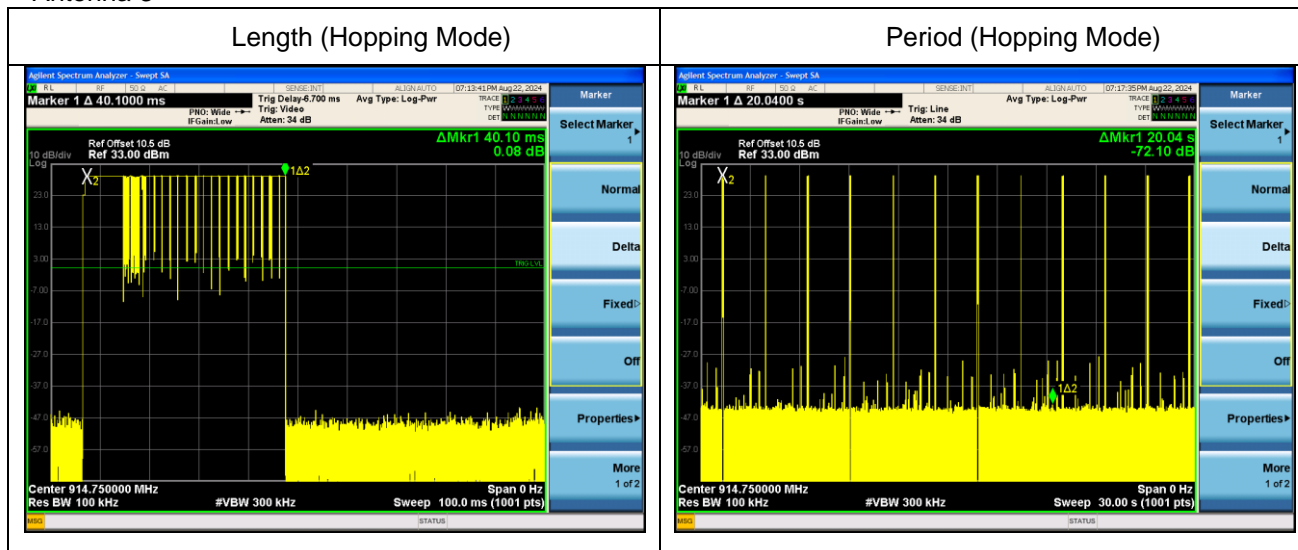 Length (Hopping Mode)
Period (Hopping Mode)
Agilent Spectrum Analyzer - Swept SA
RL RF 50 Ω AC SENSE:INT ALIGN AUTO 07:13:41 PM Aug 22, 2024
Marker 1 Δ 40.1000 ms
Trig Delay-6.700 ms
Avg Type: Log-Pwr
TRACE 1 2 3 4 5 6
PNO: Wide
Trig: Video
TYPE
IFGain:Low
Atten: 34 dB
DET N N N N N N
Ref Offset 10.5 dB
ΔMkr1 40.10 ms
10 dB/div Ref 33.00 dBm
0.08 dB
Log
X2
1Δ2
23.0
13.0
3.00
TRIG LVL
-7.00
-17.0
-27.0
-37.0
-47.0
-57.0
Center 914.750000 MHz
Span 0 Hz
Res BW 100 kHz
#VBW 300 kHz
Sweep 100.0 ms (1001 pts)
MSG
STATUS
Marker
Select Marker
1
Normal
Delta
Fixed
Off
Properties
More
1 of 2
Agilent Spectrum Analyzer - Swept SA
RL RF 50 Ω AC SENSE:INT ALIGN AUTO 07:17:35 PM Aug 22, 2024
Marker 1 Δ 20.0400 s
Avg Type: Log-Pwr
TRACE 1 2 3 4 5 6
PNO: Wide
Trig: Line
TYPE
IFGain:Low
Atten: 34 dB
DET N N N N N N
Ref Offset 10.5 dB
ΔMkr1 20.04 s
10 dB/div Ref 33.00 dBm
-72.10 dB
Log
X2
23.0
13.0
3.00
-7.00
-17.0
-27.0
-37.0
1Δ2
-47.0
-57.0
Center 914.750000 MHz
Span 0 Hz
Res BW 100 kHz
#VBW 300 kHz
Sweep 30.00 s (1001 pts)
MSG
STATUS
Marker
Select Marker
1
Normal
Delta
Fixed
Off
Properties
More
1 of 2